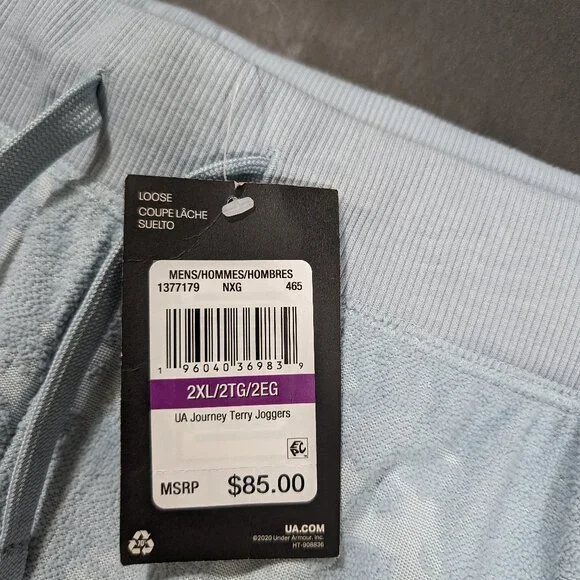 LOOSE
COUPE LÂCHE
SUELTO
MENS/HOMMES/HOMBRES
1377179 NXG 465
1 96040 36983 9
2XL/2TG/2EG
UA Journey Terry Joggers
MSRP $85.00
UA.COM
©2020 Under Armour, Inc.
HT-908836